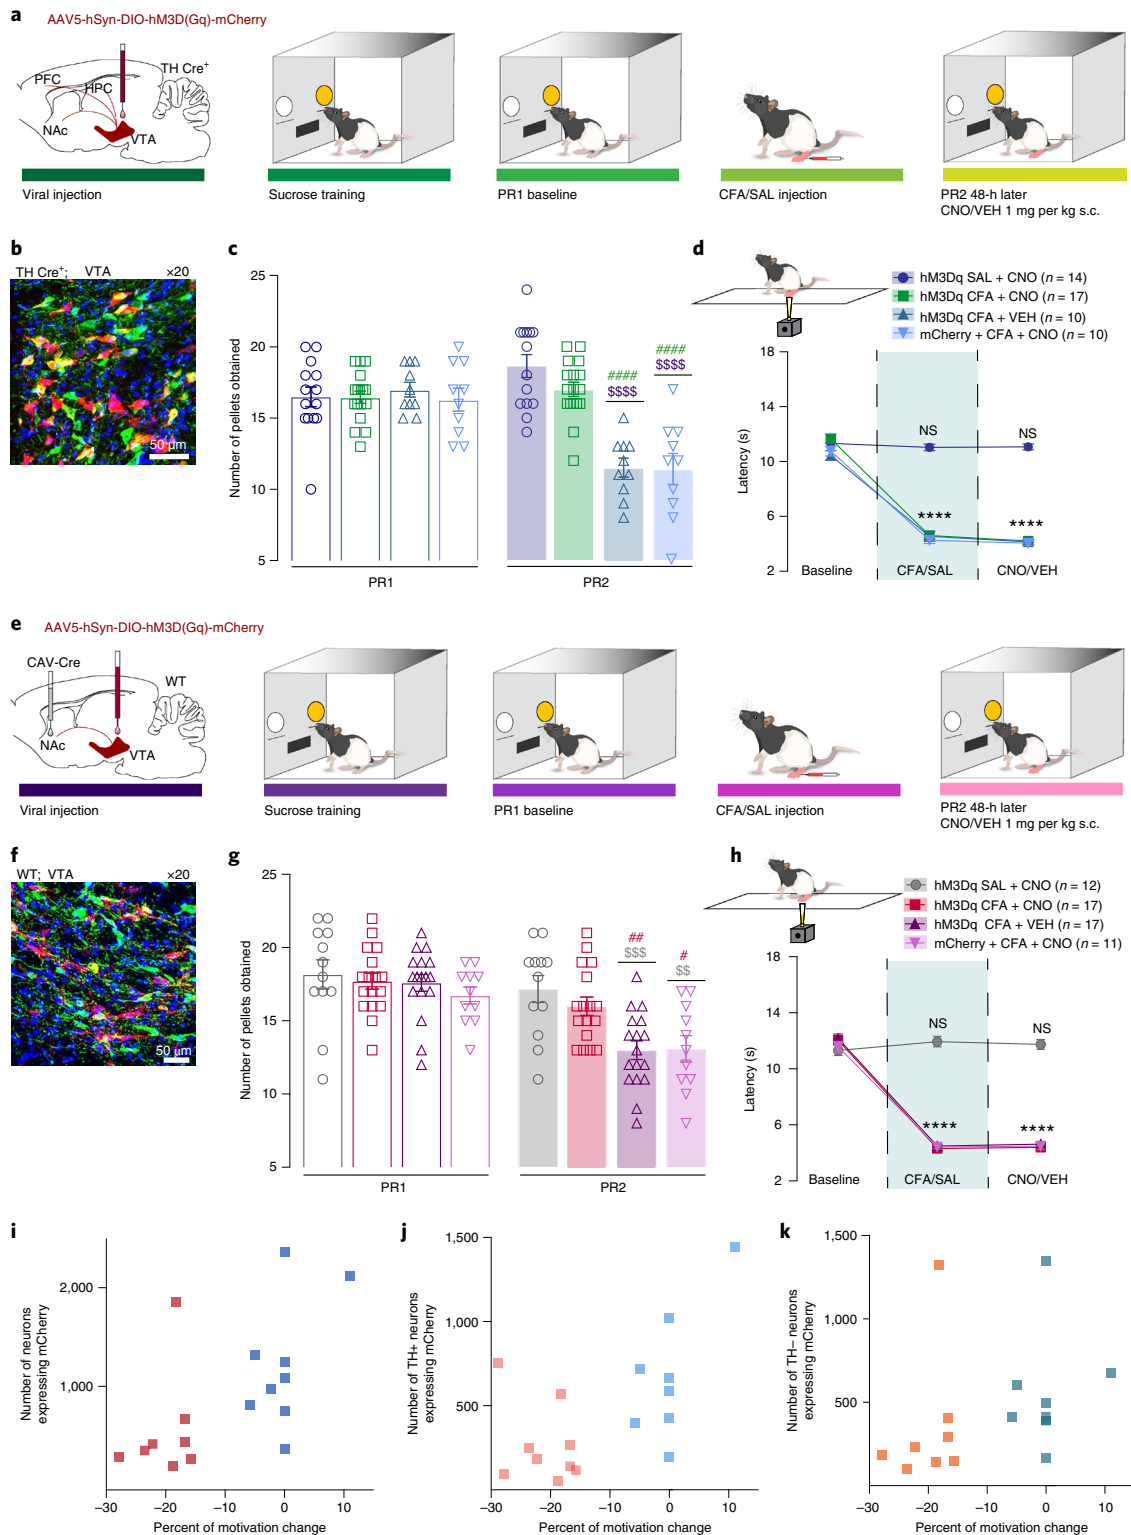 a
AAV5-hSyn-DIO-hM3D(Gq)-mCherry
PFC
HPC
TH Cre+
NAc
VTA
Viral injection
Sucrose training
PR1 baseline
CFA/SAL injection
PR2 48-h later
CNO/VEH 1 mg per kg s.c.
b
TH Cre+; VTA ×20
50 μm
c
Number of pellets obtained
25
20
15
10
5
####
$$$$
####
$$$$
PR1
PR2
d
hM3Dq SAL + CNO (n = 14)
hM3Dq CFA + CNO (n = 17)
hM3Dq CFA + VEH (n = 10)
mCherry + CFA + CNO (n = 10)
Latency (s)
18
14
10
6
2
NS
NS
****
****
Baseline
CFA/SAL
CNO/VEH
e
AAV5-hSyn-DIO-hM3D(Gq)-mCherry
CAV-Cre
WT
NAc
VTA
Viral injection
Sucrose training
PR1 baseline
CFA/SAL injection
PR2 48-h later
CNO/VEH 1 mg per kg s.c.
f
WT; VTA ×20
50 μm
g
Number of pellets obtained
25
20
15
10
5
##
$$$
#
$$
PR1
PR2
h
hM3Dq SAL + CNO (n = 12)
hM3Dq CFA + CNO (n = 17)
hM3Dq CFA + VEH (n = 17)
mCherry + CFA + CNO (n = 11)
Latency (s)
18
14
10
6
2
NS
NS
****
****
Baseline
CFA/SAL
CNO/VEH
i
Number of neurons
expressing mCherry
2,000
1,000
–30
–20
–10
0
10
Percent of motivation change
j
Number of TH+ neurons
expressing mCherry
1,500
1,000
500
–30
–20
–10
0
10
Percent of motivation change
k
Number of TH– neurons
expressing mCherry
1,500
1,000
500
–30
–20
–10
0
10
Percent of motivation change